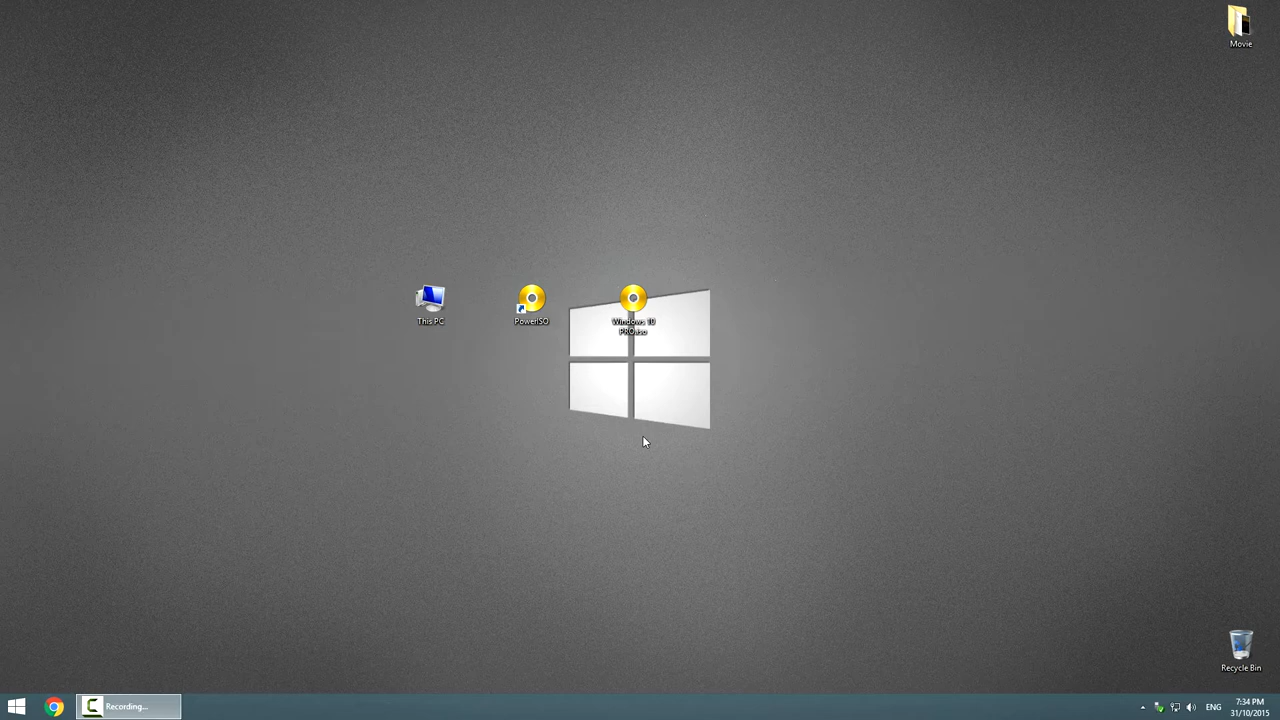 Movie
This PC
PowerISO
Windows 10
PRO.iso
Recycle Bin
Recording...
ENG
7:34 PM
31/10/2015